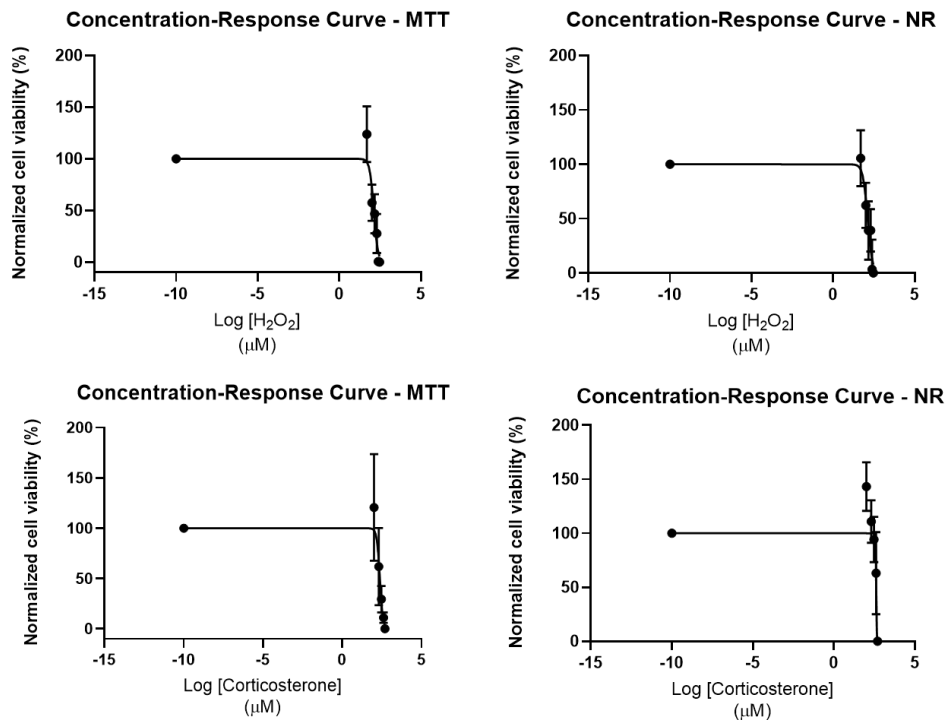 Concentration-Response Curve - MTT
Normalized cell viability (%)
200
150
100
50
0
-15
-10
-5
0
5
Log [H₂O₂]
(μM)
Concentration-Response Curve - NR
Normalized cell viability (%)
200
150
100
50
0
-15
-10
-5
0
5
Log [H₂O₂]
(μM)
Concentration-Response Curve - MTT
Normalized cell viability (%)
200
150
100
50
0
-15
-10
-5
0
5
Log [Corticosterone]
(μM)
Concentration-Response Curve - NR
Normalized cell viability (%)
200
150
100
50
0
-15
-10
-5
0
5
Log [Corticosterone]
(μM)